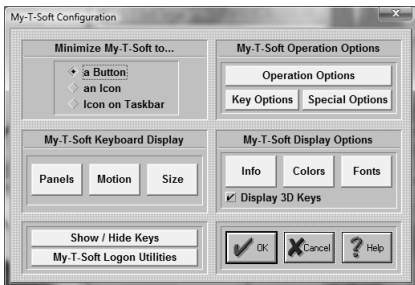 My-T-Soft Configuration
Minimize My-T-Soft to...
a Button
an Icon
Icon on Taskbar
My-T-Soft Operation Options
Operation Options
Key Options Special Options
My-T-Soft Keyboard Display
Panels Motion Size
My-T-Soft Display Options
Info Colors Fonts
Display 3D Keys
Show / Hide Keys
My-T-Soft Logon Utilities
OK Cancel Help